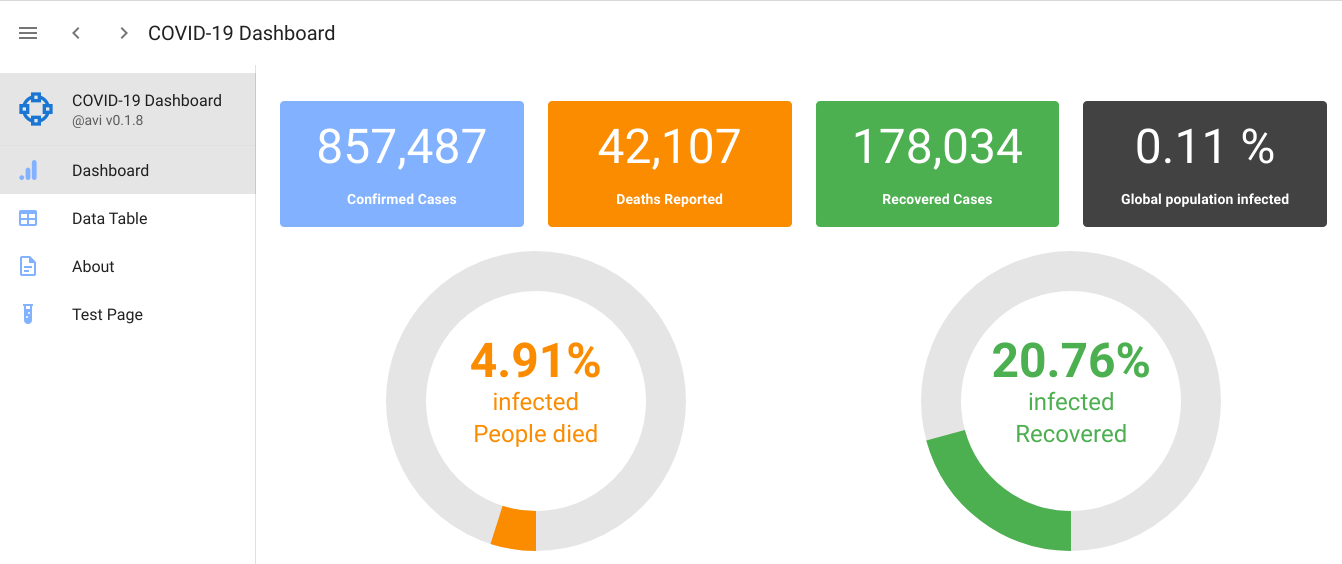 COVID-19 Dashboard
COVID-19 Dashboard
@avi v0.1.8
Dashboard
Data Table
About
Test Page
857,487
Confirmed Cases
42,107
Deaths Reported
178,034
Recovered Cases
0.11 %
Global population infected
4.91%
infected
People died
20.76%
infected
Recovered